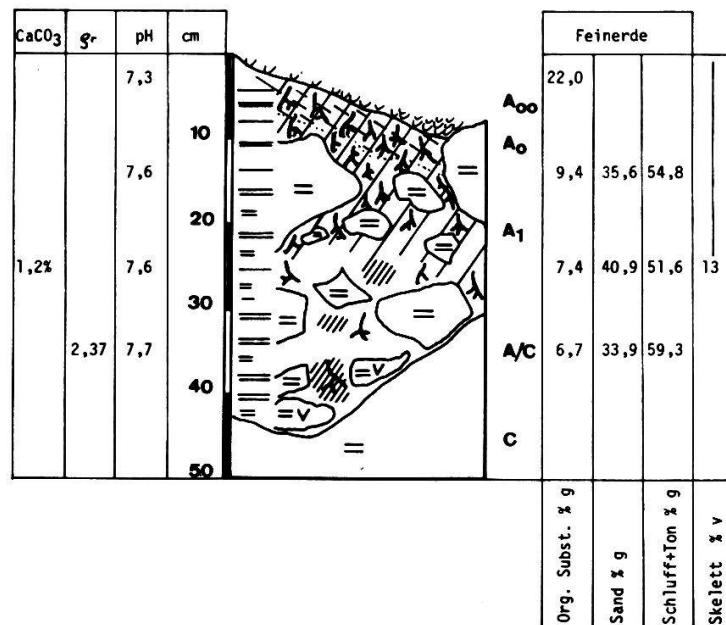 CaCO₃ ϱr pH cm Feinerde
7,3 22,0
A₀₀
10
A₀
7,6 9,4 35,6 54,8
20
A₁
1,2% 7,6 7,4 40,9 51,6 13
30
2,37 7,7 A/C 6,7 33,9 59,3
V
40
V
C
50
Org. Subst. % g
Sand % g
Schluff+Ton % g
Skelett % v